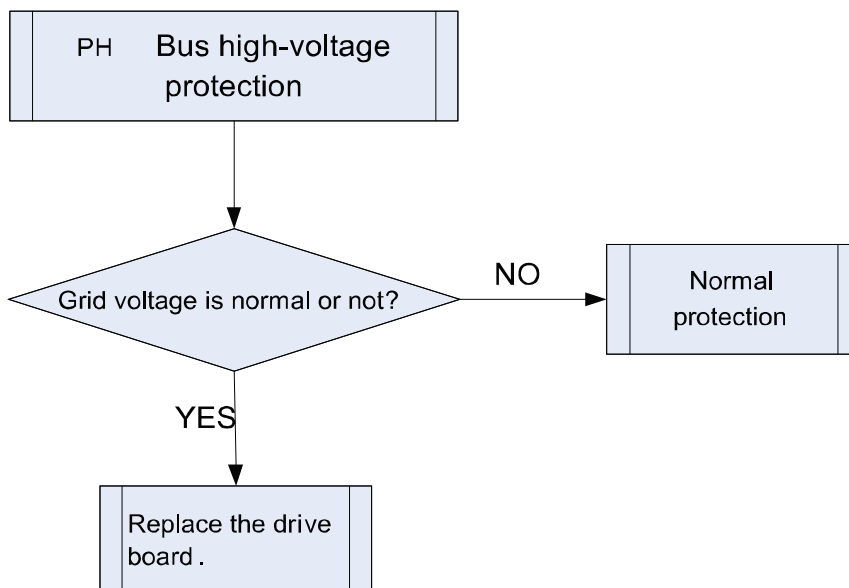 PH Bus high-voltage
protection
Grid voltage is normal or not?
NO
Normal
protection
YES
Replace the drive
board.